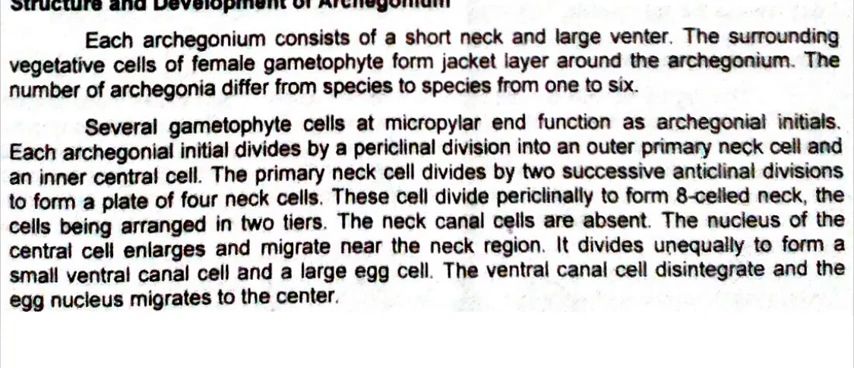 Structure and Development of Archegonium
Each archegonium consists of a short neck and large venter. The surrounding
vegetative cells of female gametophyte form jacket layer around the archegonium. The
number of archegonia differ from species to species from one to six.
Several gametophyte cells at micropylar end function as archegonial initials.
Each archegonial initial divides by a periclinal division into an outer primary neck cell and
an inner central cell. The primary neck cell divides by two successive anticlinal divisions
to form a plate of four neck cells. These cell divide periclinally to form 8-celled neck, the
cells being arranged in two tiers. The neck canal cells are absent. The nucleus of the
central cell enlarges and migrate near the neck region. It divides unequally to form a
small ventral canal cell and a large egg cell. The ventral canal cell disintegrate and the
egg nucleus migrates to the center.